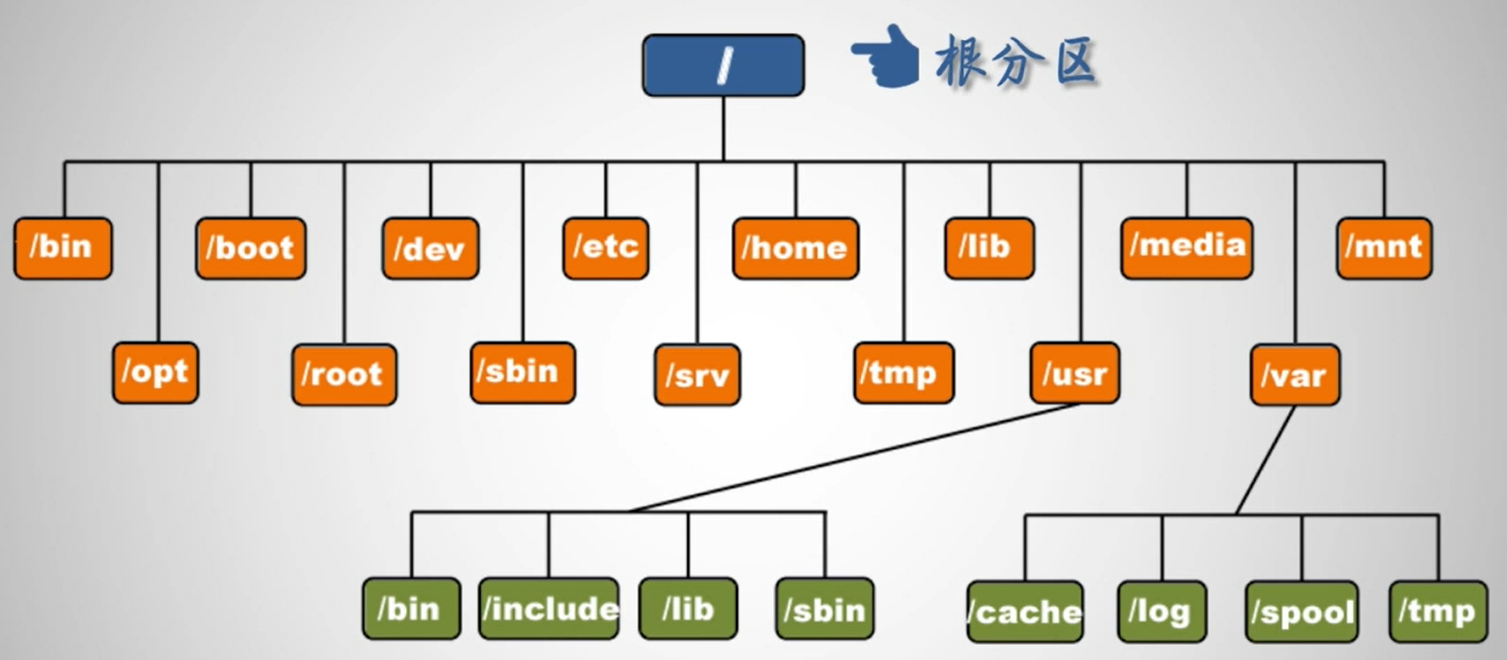 / 根分区
/bin /boot /dev /etc /home /lib /media /mnt
/opt /root /sbin /srv /tmp /usr /var
/bin /include /lib /sbin /cache /log /spool /tmp